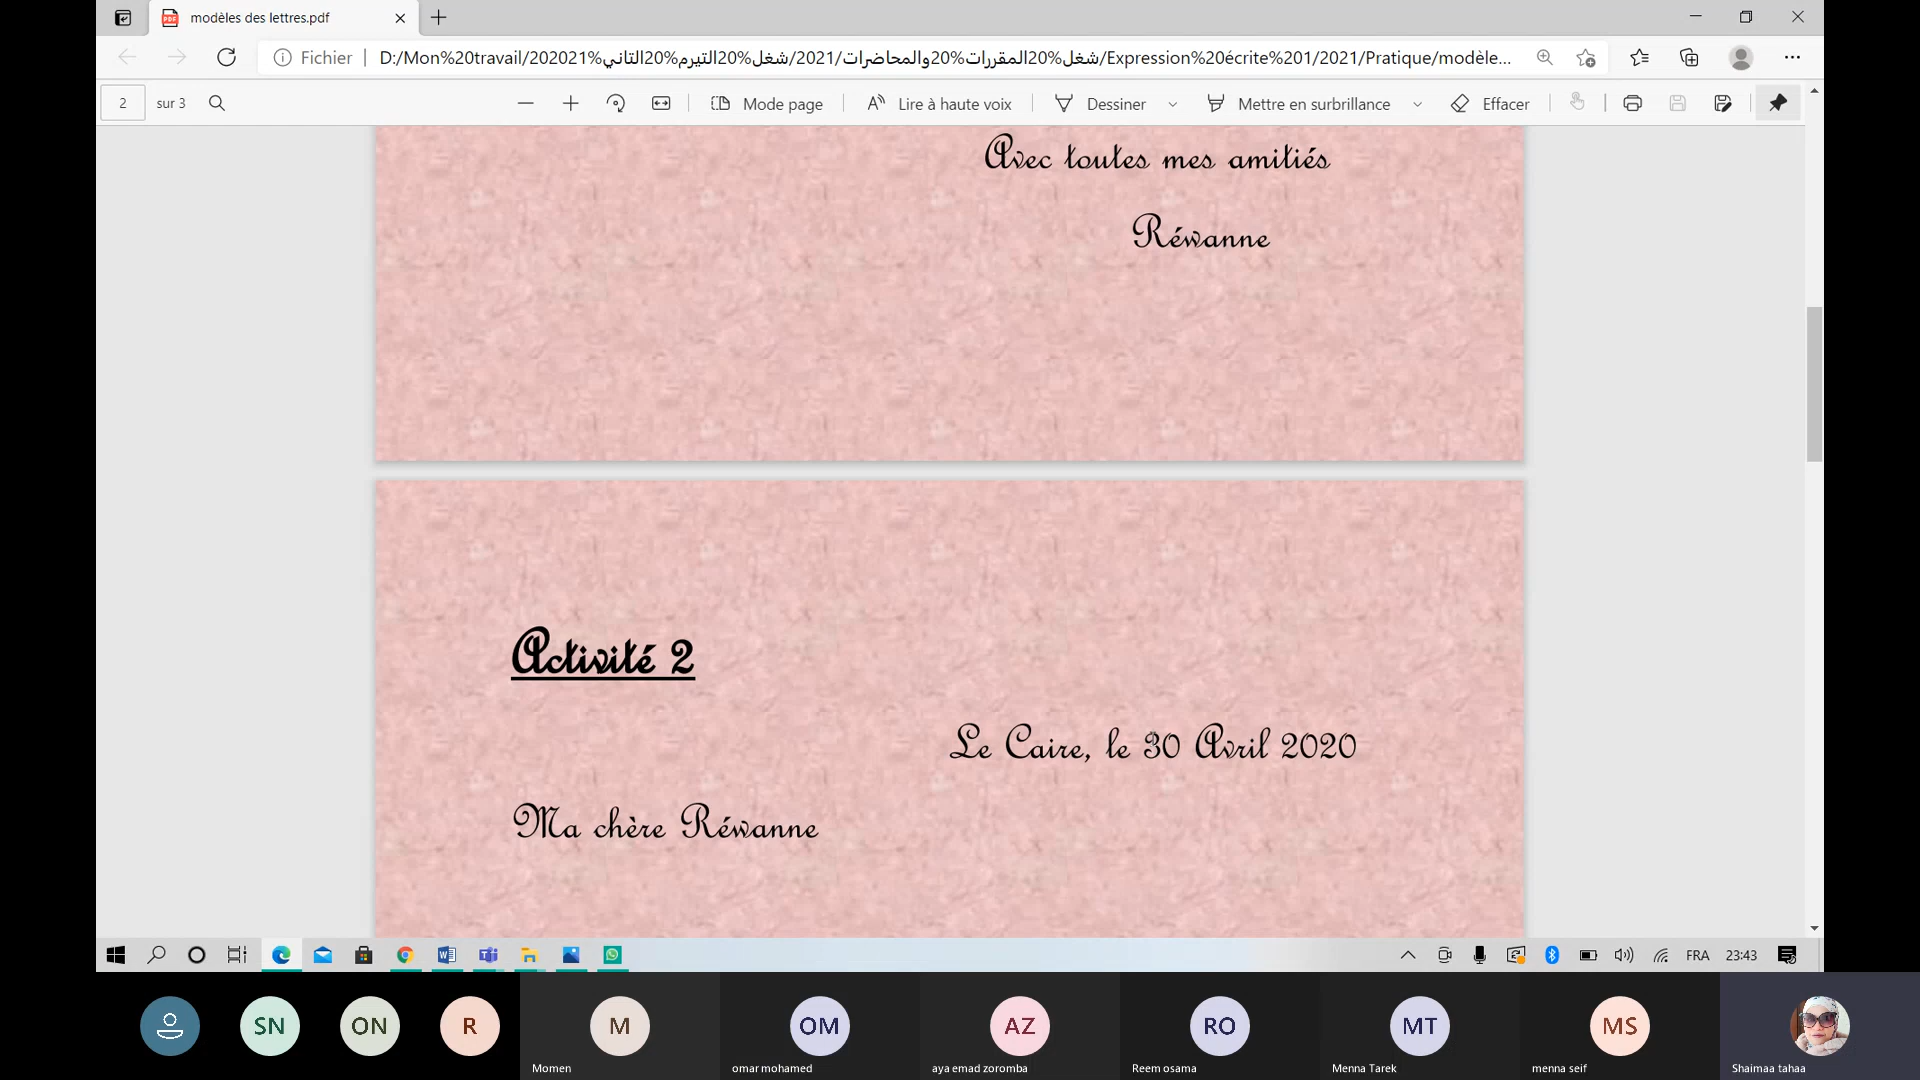 modèles des lettres.pdf
Fichier
D:/Mon%20travail/202021%شغل%20التيرم%20التاني/2021/شغل%20المقررات%20والمحاضرات/Expression%20écrite%201/2021/Pratique/modèle...
2 sur 3
Mode page
Lire à haute voix
Dessiner
Mettre en surbrillance
Effacer
Avec toutes mes amitiés
Réwanne
Activité 2
Le Caire, le 30 Avril 2020
Ma chère Réwanne
FRA 23:43
SN
ON
R
M
OM
AZ
RO
MT
MS
Momen
omar mohamed
aya emad zoromba
Reem osama
Menna Tarek
menna seif
Shaimaa tahaa